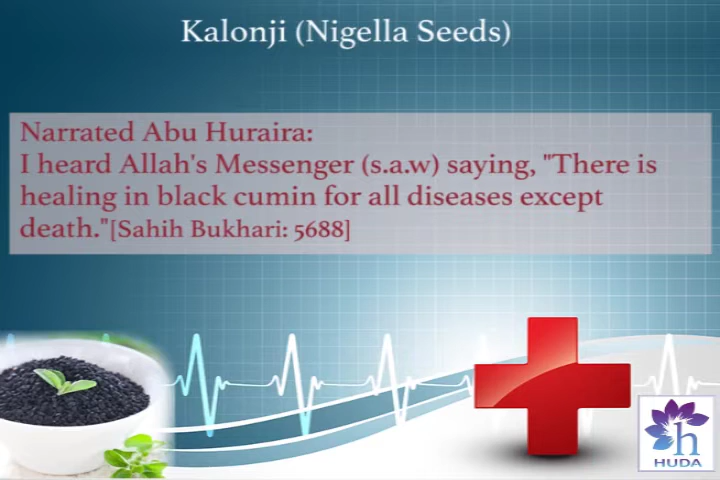 Kalonji (Nigella Seeds)
Narrated Abu Huraira:
I heard Allah's Messenger (s.a.w) saying, "There is
healing in black cumin for all diseases except
death."[Sahih Bukhari: 5688]
h
HUDA